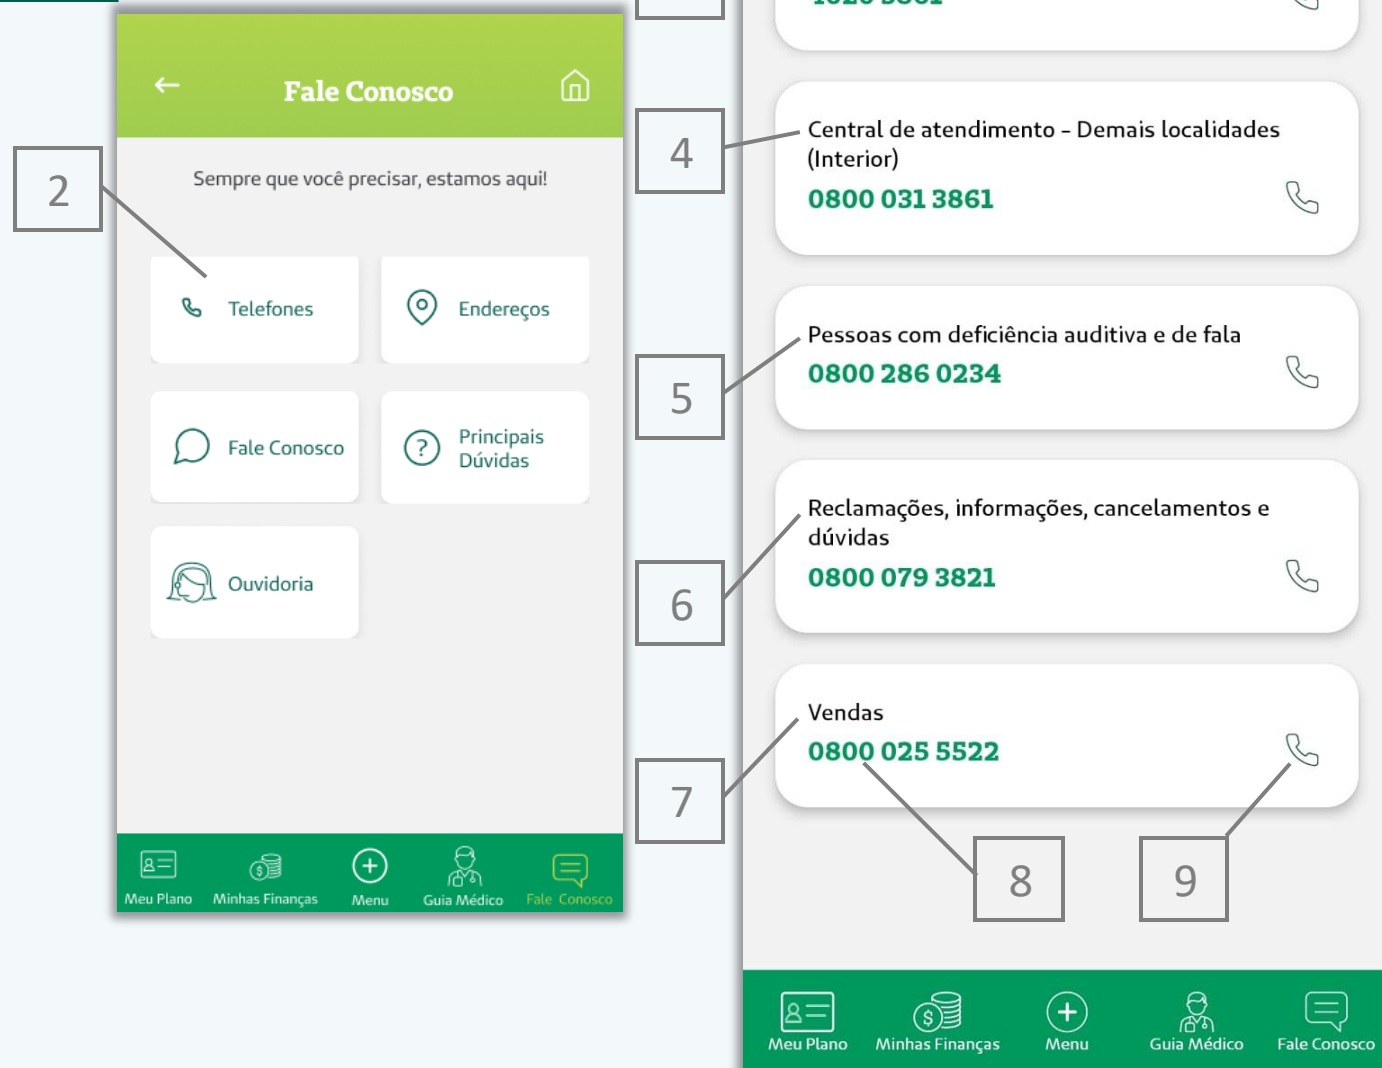 Fale Conosco
Sempre que você precisar, estamos aqui!
2
Telefones
Endereços
Fale Conosco
Principais
Dúvidas
Ouvidoria
Meu Plano
Minhas Finanças
Menu
Guia Médico
Fale Conosco
4
Central de atendimento – Demais localidades
(Interior)
0800 031 3861
5
Pessoas com deficiência auditiva e de fala
0800 286 0234
6
Reclamações, informações, cancelamentos e
dúvidas
0800 079 3821
7
Vendas
0800 025 5522
8
9
Meu Plano
Minhas Finanças
Menu
Guia Médico
Fale Conosco